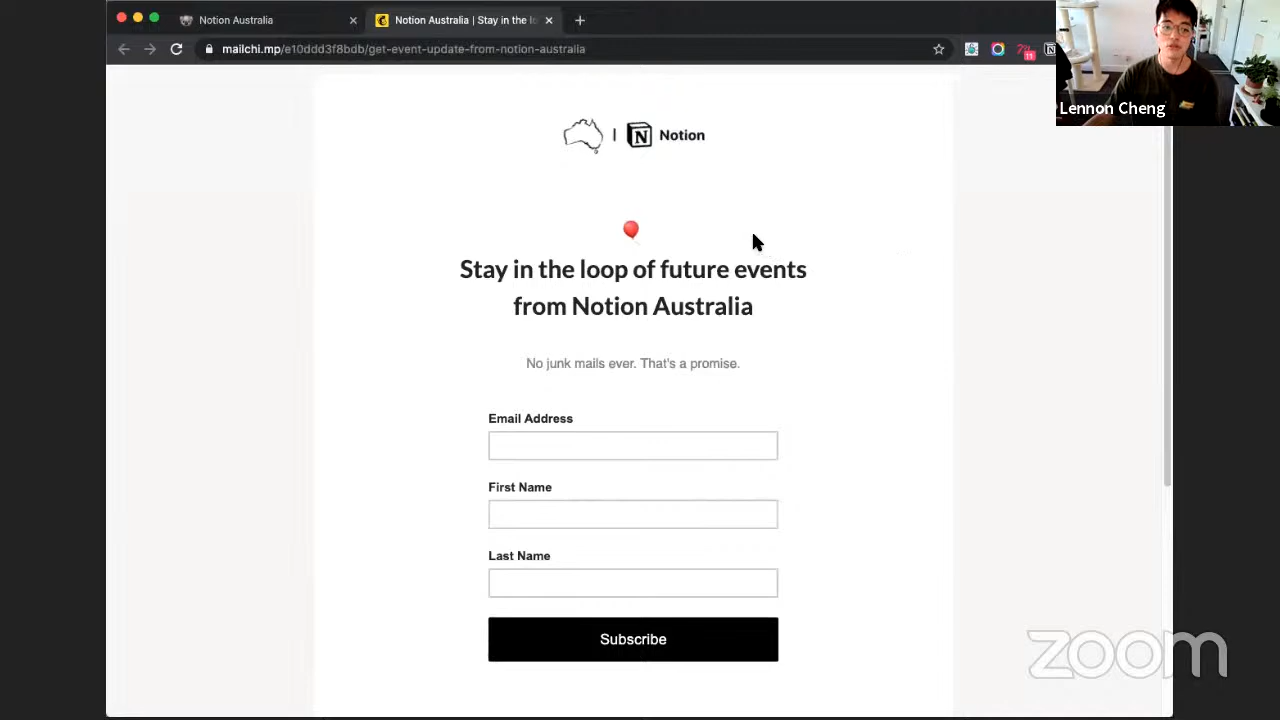 Notion Australia
Notion Australia | Stay in the lo
mailchi.mp/e10ddd3f8bdb/get-event-update-from-notion-australia
11
Lennon Cheng
| Notion
Stay in the loop of future events
from Notion Australia
No junk mails ever. That's a promise.
Email Address
First Name
Last Name
Subscribe
zoom